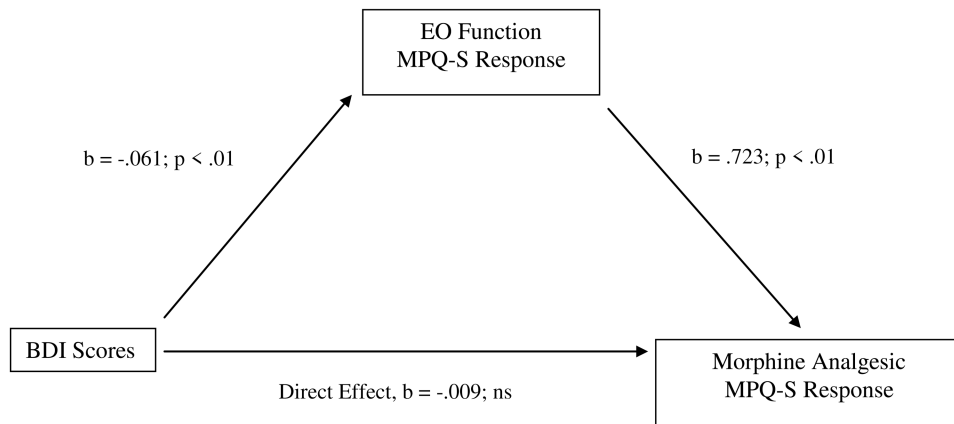 EO Function
MPQ-S Response
b = -.061; p < .01
b = .723; p < .01
BDI Scores
Morphine Analgesic
MPQ-S Response
Direct Effect, b = -.009; ns